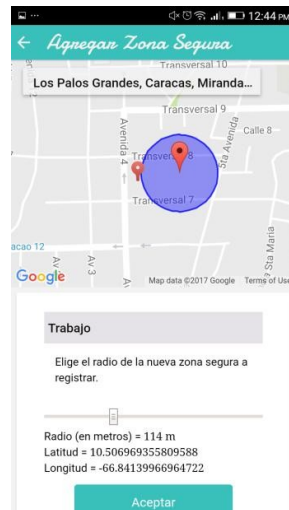 12:44 PM
Agregar Zona Segura
Transversal 10
Los Palos Grandes, Caracas, Miranda...
Transversal 9
Avenida 4
5ta Avenida
Calle 8
Transversal 8
Transversal 7
acao 12
Av 3
Av
Sta Maria
Google
Map data ©2017 Google
Terms of Use
Trabajo
Elige el radio de la nueva zona segura a
registrar.
Radio (en metros) = 114 m
Latitud = 10.506969355809588
Longitud = -66.84139966964722
Aceptar